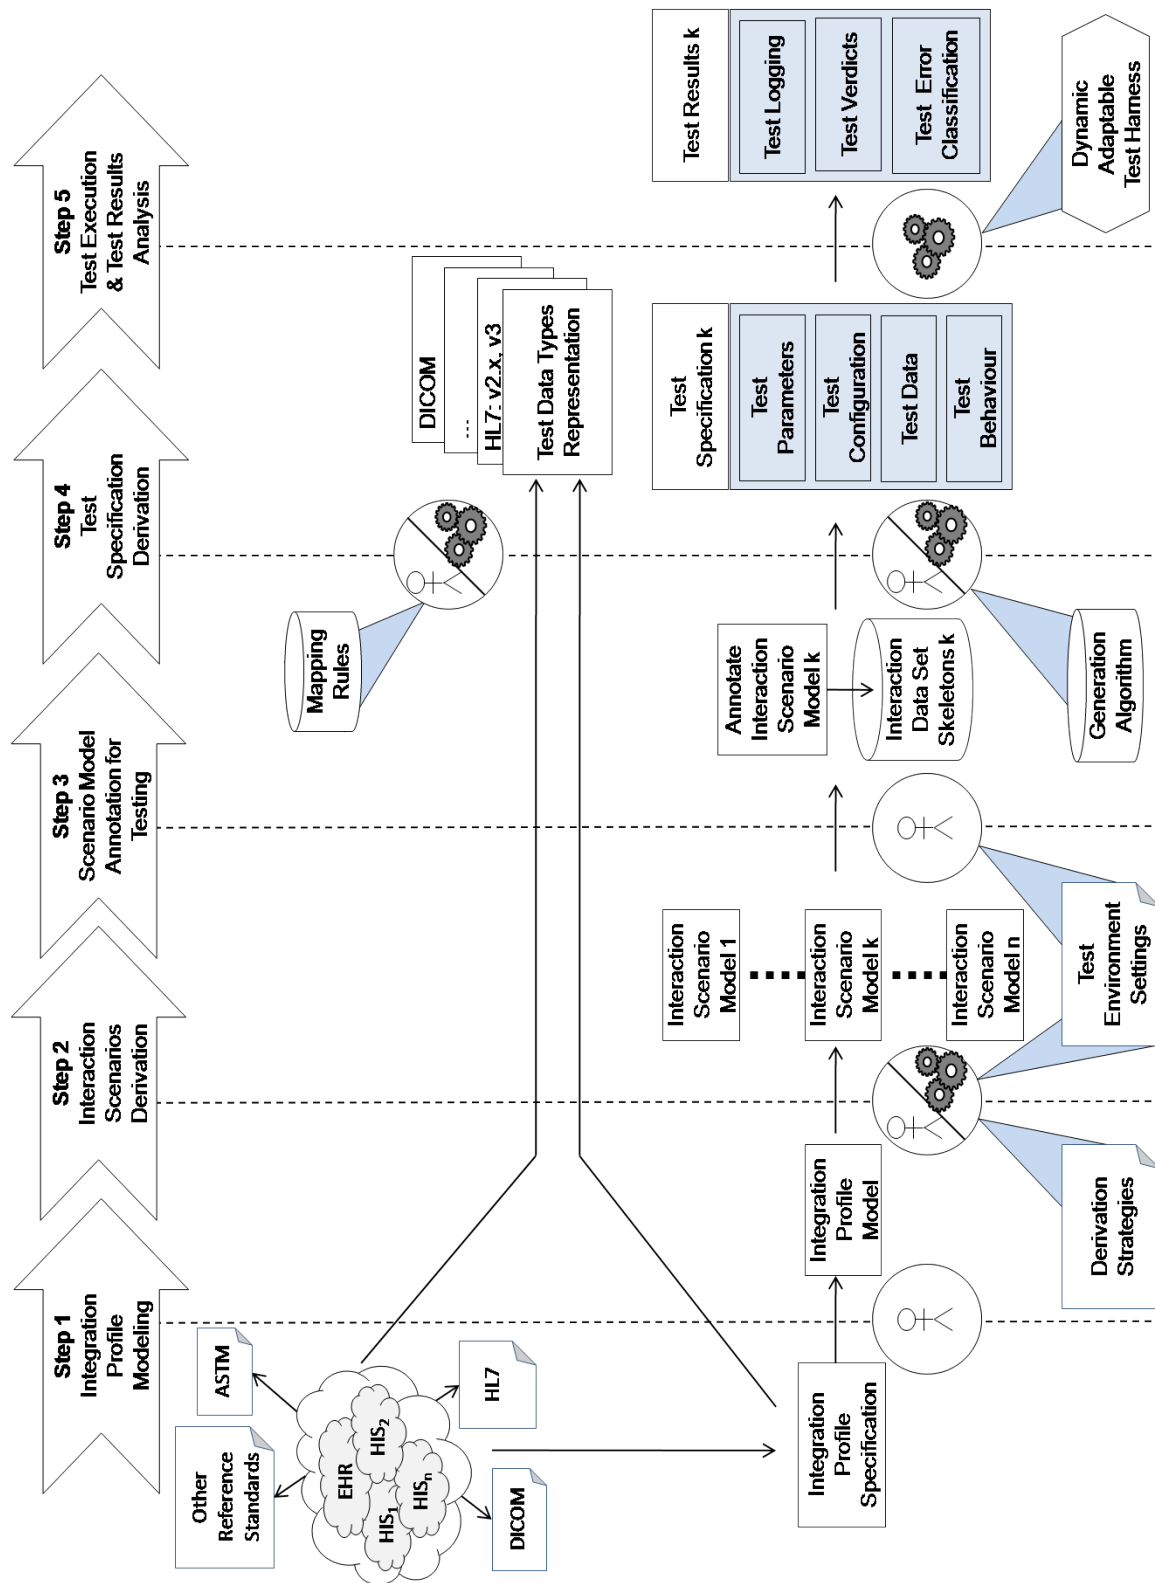 Step 1
Integration
Profile
Modeling
Step 2
Interaction
Scenarios
Derivation
Step 3
Scenario Model
Annotation for
Testing
Step 4
Test
Specification
Derivation
Step 5
Test Execution
& Test Results
Analysis
Other
Reference
Standards
ASTM
EHR
HIS2
HIS1
HISn
DICOM
HL7
Mapping
Rules
DICOM
...
HL7: v2.x, v3
Test Data Types
Representation
Integration
Profile
Specification
Integration
Profile
Model
Interaction
Scenario
Model 1
Interaction
Scenario
Model k
Interaction
Scenario
Model n
Annotate
Interaction
Scenario
Model k
Interaction
Data Set
Skeletons k
Test
Specification k
Test
Parameters
Test
Configuration
Test Data
Test
Behaviour
Test Results k
Test Logging
Test Verdicts
Test Error
Classification
Derivation
Strategies
Test
Environment
Settings
Generation
Algorithm
Dynamic
Adaptable
Test Harness